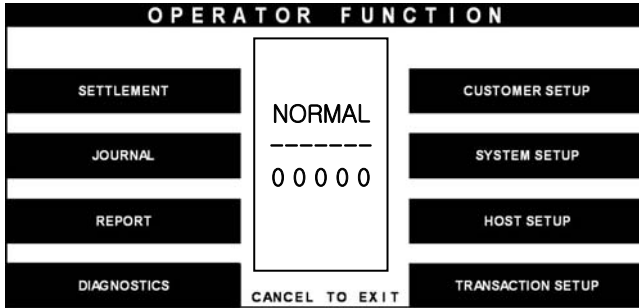 OPERATOR FUNCTION
SETTLEMENT
JOURNAL
REPORT
DIAGNOSTICS
NORMAL
-------
00000
CANCEL TO EXIT
CUSTOMER SETUP
SYSTEM SETUP
HOST SETUP
TRANSACTION SETUP